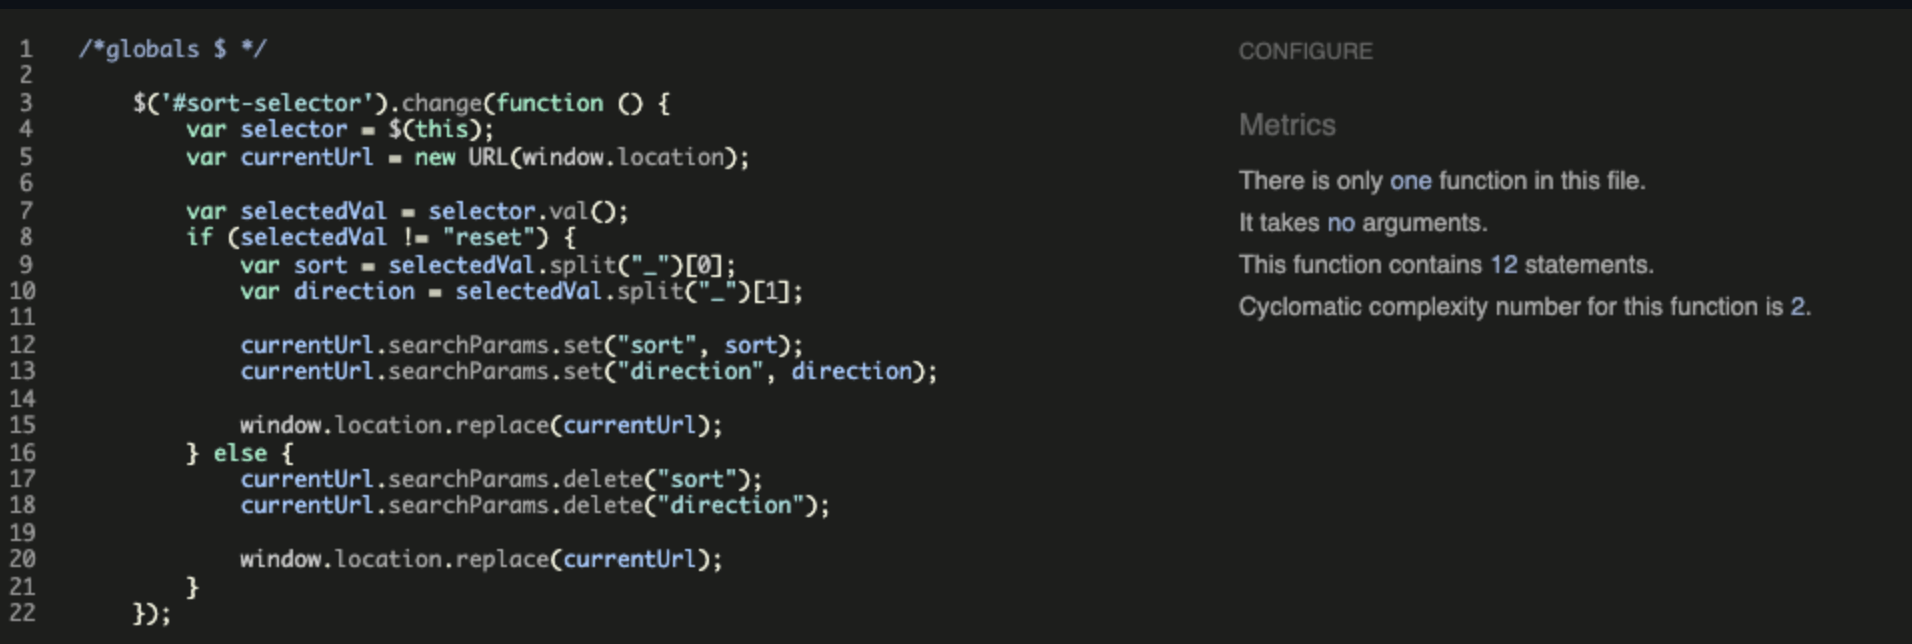 1 /*globals $ */
2
3 $('#sort-selector').change(function () {
4 var selector = $(this);
5 var currentUrl = new URL(window.location);
6
7 var selectedVal = selector.val();
8 if (selectedVal != "reset") {
9 var sort = selectedVal.split("_")[0];
10 var direction = selectedVal.split("_")[1];
11
12 currentUrl.searchParams.set("sort", sort);
13 currentUrl.searchParams.set("direction", direction);
14
15 window.location.replace(currentUrl);
16 } else {
17 currentUrl.searchParams.delete("sort");
18 currentUrl.searchParams.delete("direction");
19
20 window.location.replace(currentUrl);
21 }
22 });
CONFIGURE
Metrics
There is only one function in this file.
It takes no arguments.
This function contains 12 statements.
Cyclomatic complexity number for this function is 2.